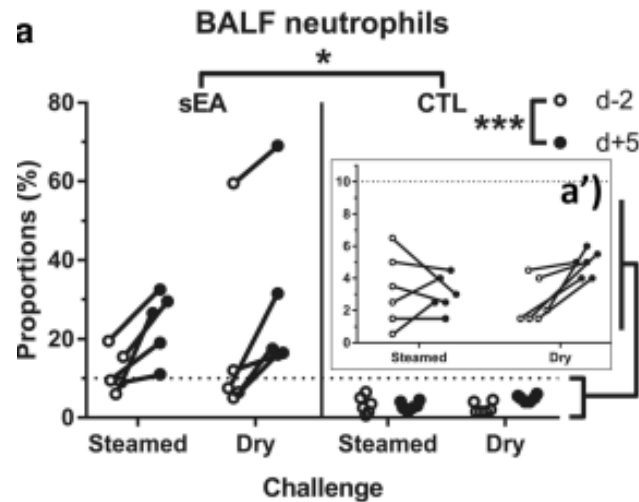 a
BALF neutrophils
*
sEA
CTL
d-2
***
d+5
Proportions (%)
80
60
40
20
0
a')
10
8
6
4
2
0
Steamed
Dry
Steamed
Dry
Steamed
Dry
Challenge